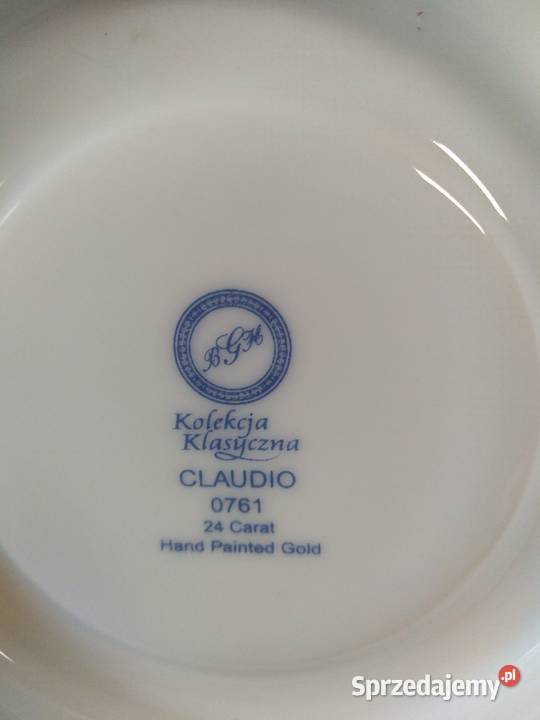 BGH
Kolekcja
Klasyczna
CLAUDIO
0761
24 Carat
Hand Painted Gold
Sprzedajemy.pl